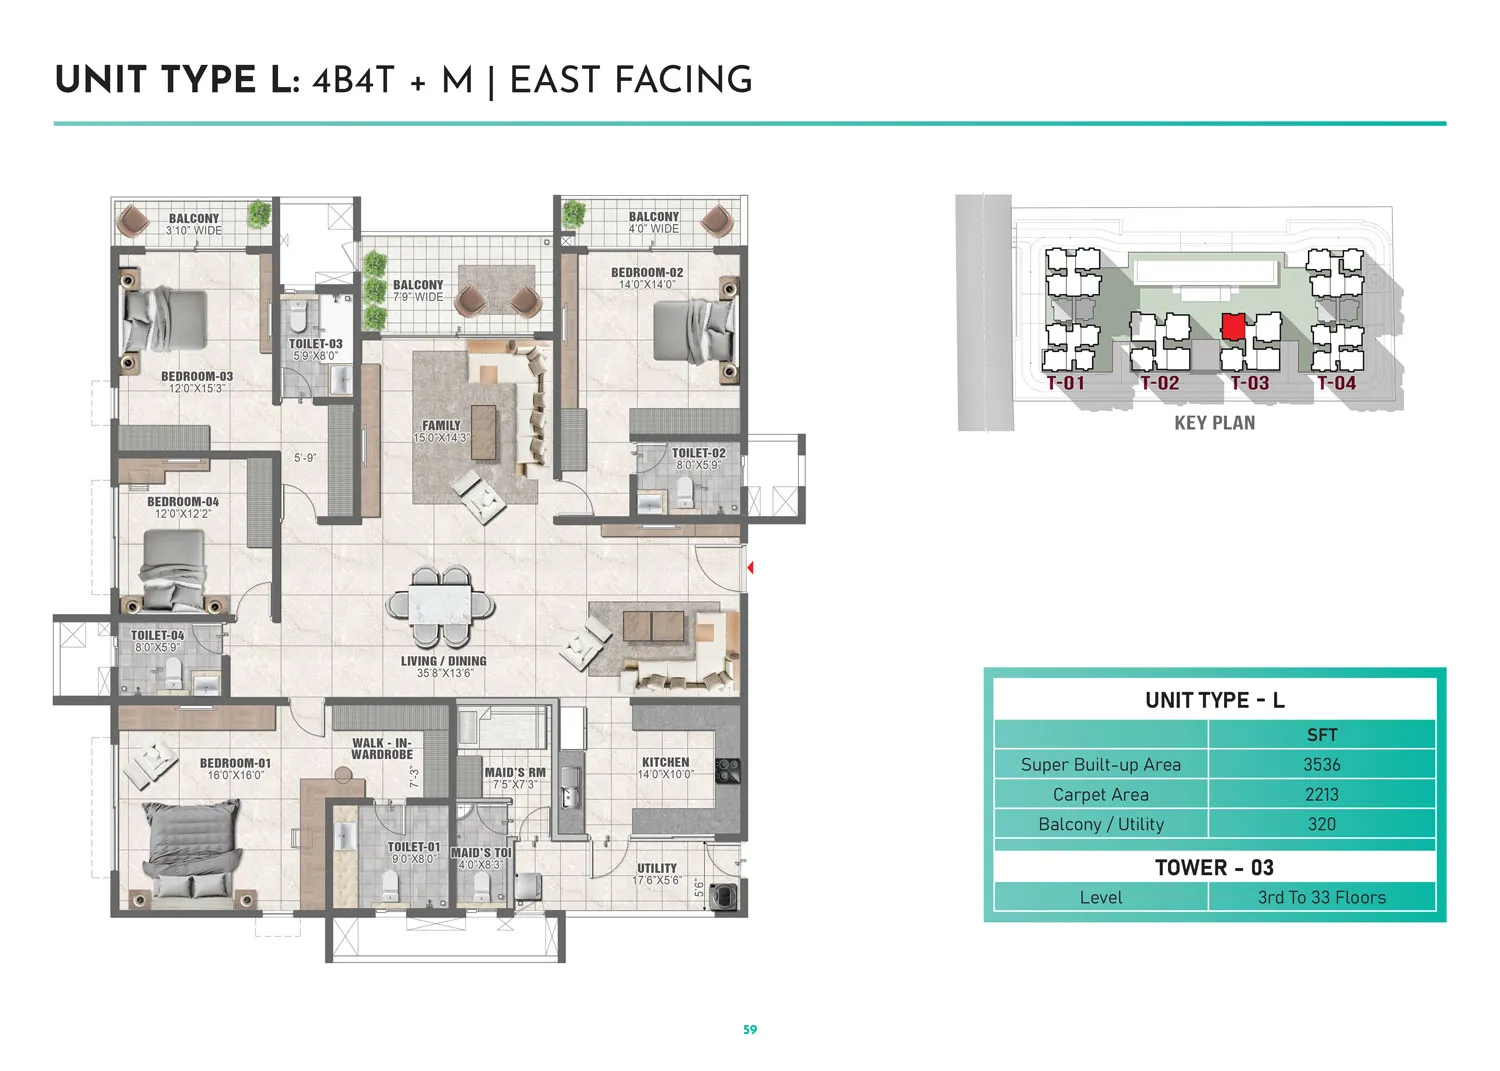 UNIT TYPE L: 4B4T + M | EAST FACING
BALCONY
3'10" WIDE
BALCONY
4'0" WIDE
BALCONY
7'9" WIDE
BEDROOM-02
14'0"X14'0"
TOILET-03
5'9"X8'0"
BEDROOM-03
12'0"X15'3"
FAMILY
15'0"X14'3"
TOILET-02
8'0"X5'9"
5'-9"
BEDROOM-04
12'0"X12'2"
TOILET-04
8'0"X5'9"
LIVING / DINING
35'8"X13'6"
BEDROOM-01
16'0"X16'0"
WALK - IN-
WARDROBE
7'-3"
MAID'S RM
7'5"X7'3"
KITCHEN
14'0"X10'0"
TOILET-01
9'0"X8'0"
MAID'S TOI
4'0"X8'3"
UTILITY
17'6"X5'6"
5'6"
T-01
T-02
T-03
T-04
KEY PLAN
UNIT TYPE - L
SFT
Super Built-up Area 3536
Carpet Area 2213
Balcony / Utility 320
TOWER - 03
Level 3rd To 33 Floors
59